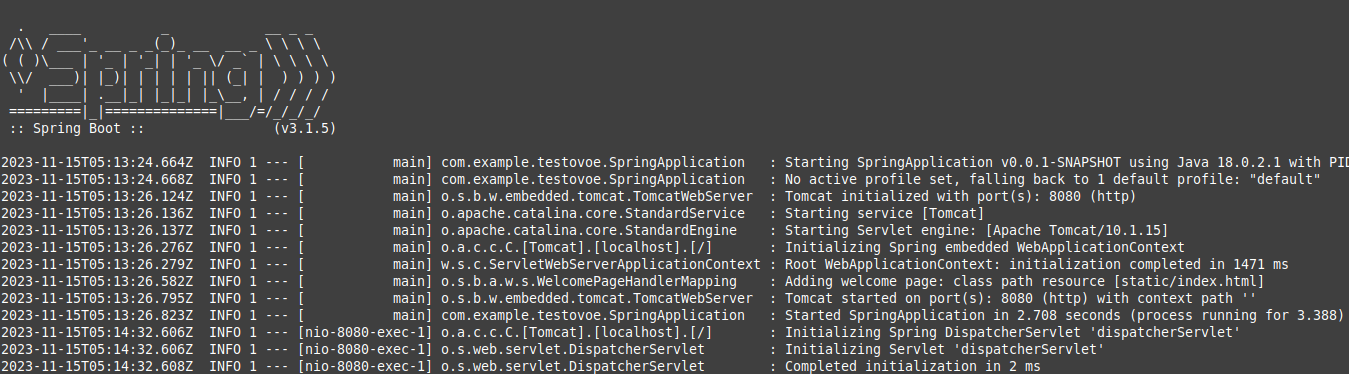 .   ____          _            __ _ _
 /\\ / ___'_ __ _ _(_)_ __  __ _ \ \ \ \
( ( )\___ | '_ | '_| | '_ \/ _` | \ \ \ \
 \\/  ___)| |_)| | | | | || (_| |  ) ) ) )
  '  |____| .__|_| |_|_| |_\__, | / / / /
 =========|_|==============|___/=/_/_/_/
 :: Spring Boot ::                (v3.1.5)
2023-11-15T05:13:24.664Z  INFO 1 --- [           main] com.example.testovoe.SpringApplication   : Starting SpringApplication v0.0.1-SNAPSHOT using Java 18.0.2.1 with PID
2023-11-15T05:13:24.668Z  INFO 1 --- [           main] com.example.testovoe.SpringApplication   : No active profile set, falling back to 1 default profile: "default"
2023-11-15T05:13:26.124Z  INFO 1 --- [           main] o.s.b.w.embedded.tomcat.TomcatWebServer  : Tomcat initialized with port(s): 8080 (http)
2023-11-15T05:13:26.136Z  INFO 1 --- [           main] o.apache.catalina.core.StandardService   : Starting service [Tomcat]
2023-11-15T05:13:26.137Z  INFO 1 --- [           main] o.apache.catalina.core.StandardEngine    : Starting Servlet engine: [Apache Tomcat/10.1.15]
2023-11-15T05:13:26.276Z  INFO 1 --- [           main] o.a.c.c.C.[Tomcat].[localhost].[/]       : Initializing Spring embedded WebApplicationContext
2023-11-15T05:13:26.279Z  INFO 1 --- [           main] w.s.c.ServletWebServerApplicationContext : Root WebApplicationContext: initialization completed in 1471 ms
2023-11-15T05:13:26.582Z  INFO 1 --- [           main] o.s.b.a.w.s.WelcomePageHandlerMapping    : Adding welcome page: class path resource [static/index.html]
2023-11-15T05:13:26.795Z  INFO 1 --- [           main] o.s.b.w.embedded.tomcat.TomcatWebServer  : Tomcat started on port(s): 8080 (http) with context path ''
2023-11-15T05:13:26.823Z  INFO 1 --- [           main] com.example.testovoe.SpringApplication   : Started SpringApplication in 2.708 seconds (process running for 3.388)
2023-11-15T05:14:32.606Z  INFO 1 --- [nio-8080-exec-1] o.a.c.c.C.[Tomcat].[localhost].[/]       : Initializing Spring DispatcherServlet 'dispatcherServlet'
2023-11-15T05:14:32.606Z  INFO 1 --- [nio-8080-exec-1] o.s.web.servlet.DispatcherServlet        : Initializing Servlet 'dispatcherServlet'
2023-11-15T05:14:32.608Z  INFO 1 --- [nio-8080-exec-1] o.s.web.servlet.DispatcherServlet        : Completed initialization in 2 ms